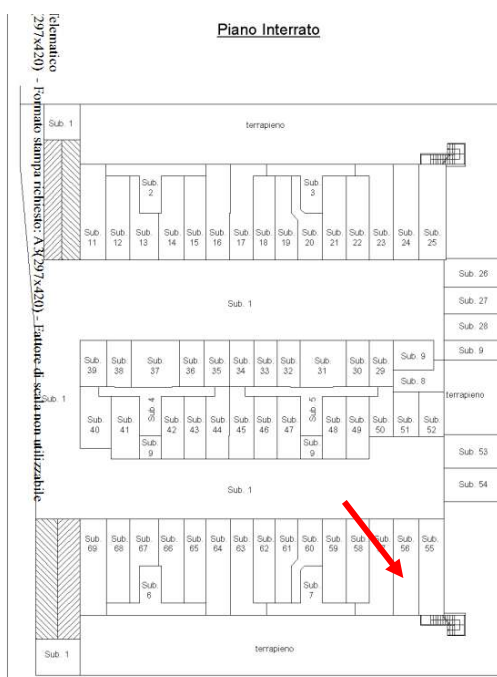 Piano Interrato
Telematico
(297x420) - Formato stampa richiesto: A3(297x420) - Fattore di scala non utilizzabile
Sub. 1
terrapieno
Sub. 2
Sub. 3
Sub. 11
Sub. 12
Sub. 13
Sub. 14
Sub. 15
Sub. 16
Sub. 17
Sub. 18
Sub. 19
Sub. 20
Sub. 21
Sub. 22
Sub. 23
Sub. 24
Sub. 25
Sub. 26
Sub. 27
Sub. 28
Sub. 9
Sub. 1
Sub. 39
Sub. 38
Sub. 37
Sub. 36
Sub. 35
Sub. 34
Sub. 33
Sub. 32
Sub. 31
Sub. 30
Sub. 29
Sub. 9
Sub. 8
Sub. 1
terrapieno
Sub. 40
Sub. 41
Sub. 4
Sub. 9
Sub. 42
Sub. 43
Sub. 44
Sub. 45
Sub. 46
Sub. 47
Sub. 5
Sub. 9
Sub. 48
Sub. 49
Sub. 50
Sub. 51
Sub. 52
Sub. 53
Sub. 54
Sub. 1
Sub. 69
Sub. 68
Sub. 67
Sub. 66
Sub. 65
Sub. 64
Sub. 63
Sub. 62
Sub. 61
Sub. 60
Sub. 59
Sub. 58
Sub. 56
Sub. 55
Sub. 6
Sub. 7
Sub. 1
terrapieno